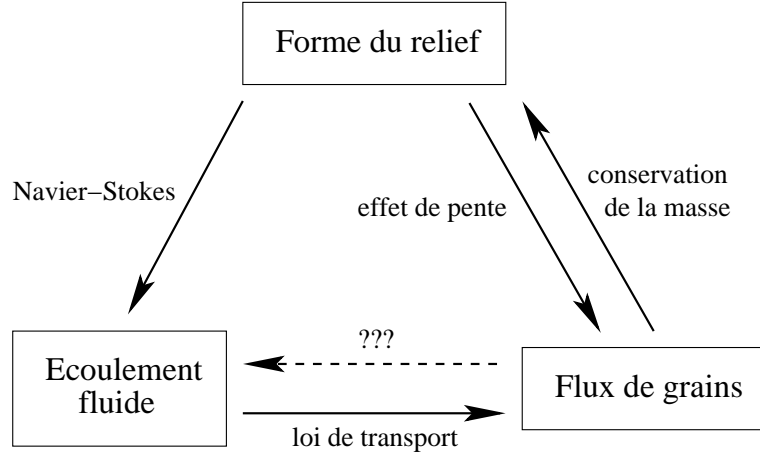 Forme du relief
Navier−Stokes
effet de pente
conservation
de la masse
???
Ecoulement
fluide
Flux de grains
loi de transport